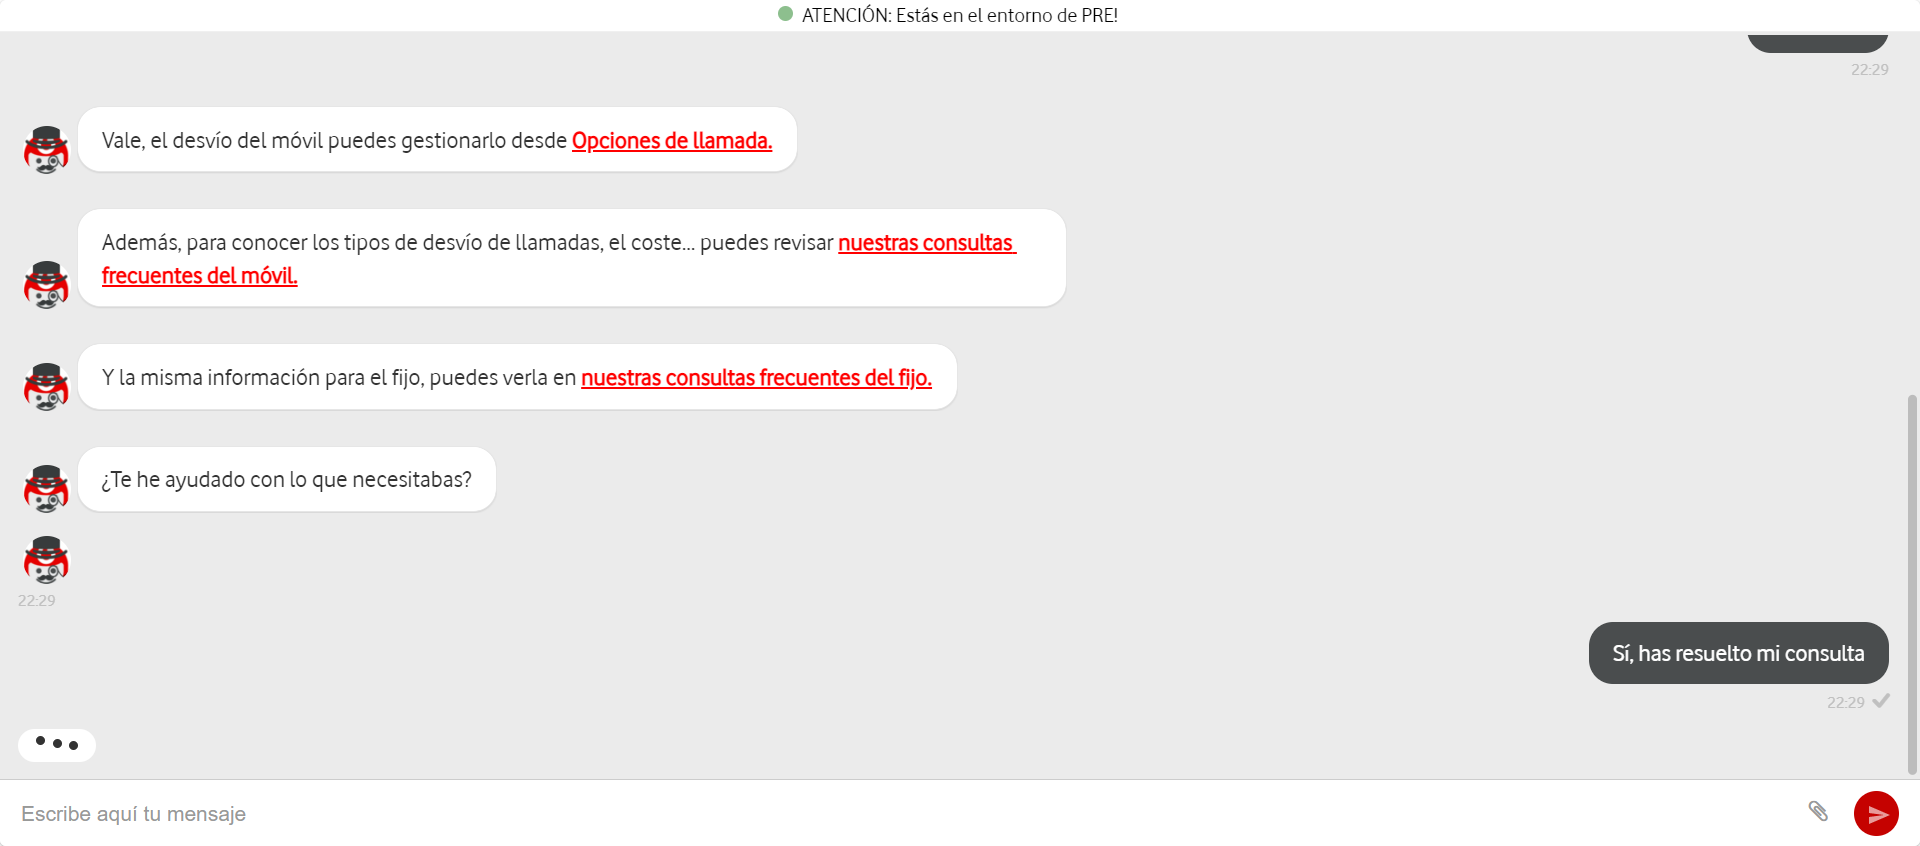 ATENCIÓN: Estás en el entorno de PRE!
22:29
Vale, el desvío del móvil puedes gestionarlo desde Opciones de llamada.
Además, para conocer los tipos de desvío de llamadas, el coste... puedes revisar nuestras consultas
frecuentes del móvil.
Y la misma información para el fijo, puedes verla en nuestras consultas frecuentes del fijo.
¿Te he ayudado con lo que necesitabas?
22:29
Sí, has resuelto mi consulta
22:29
Escribe aquí tu mensaje